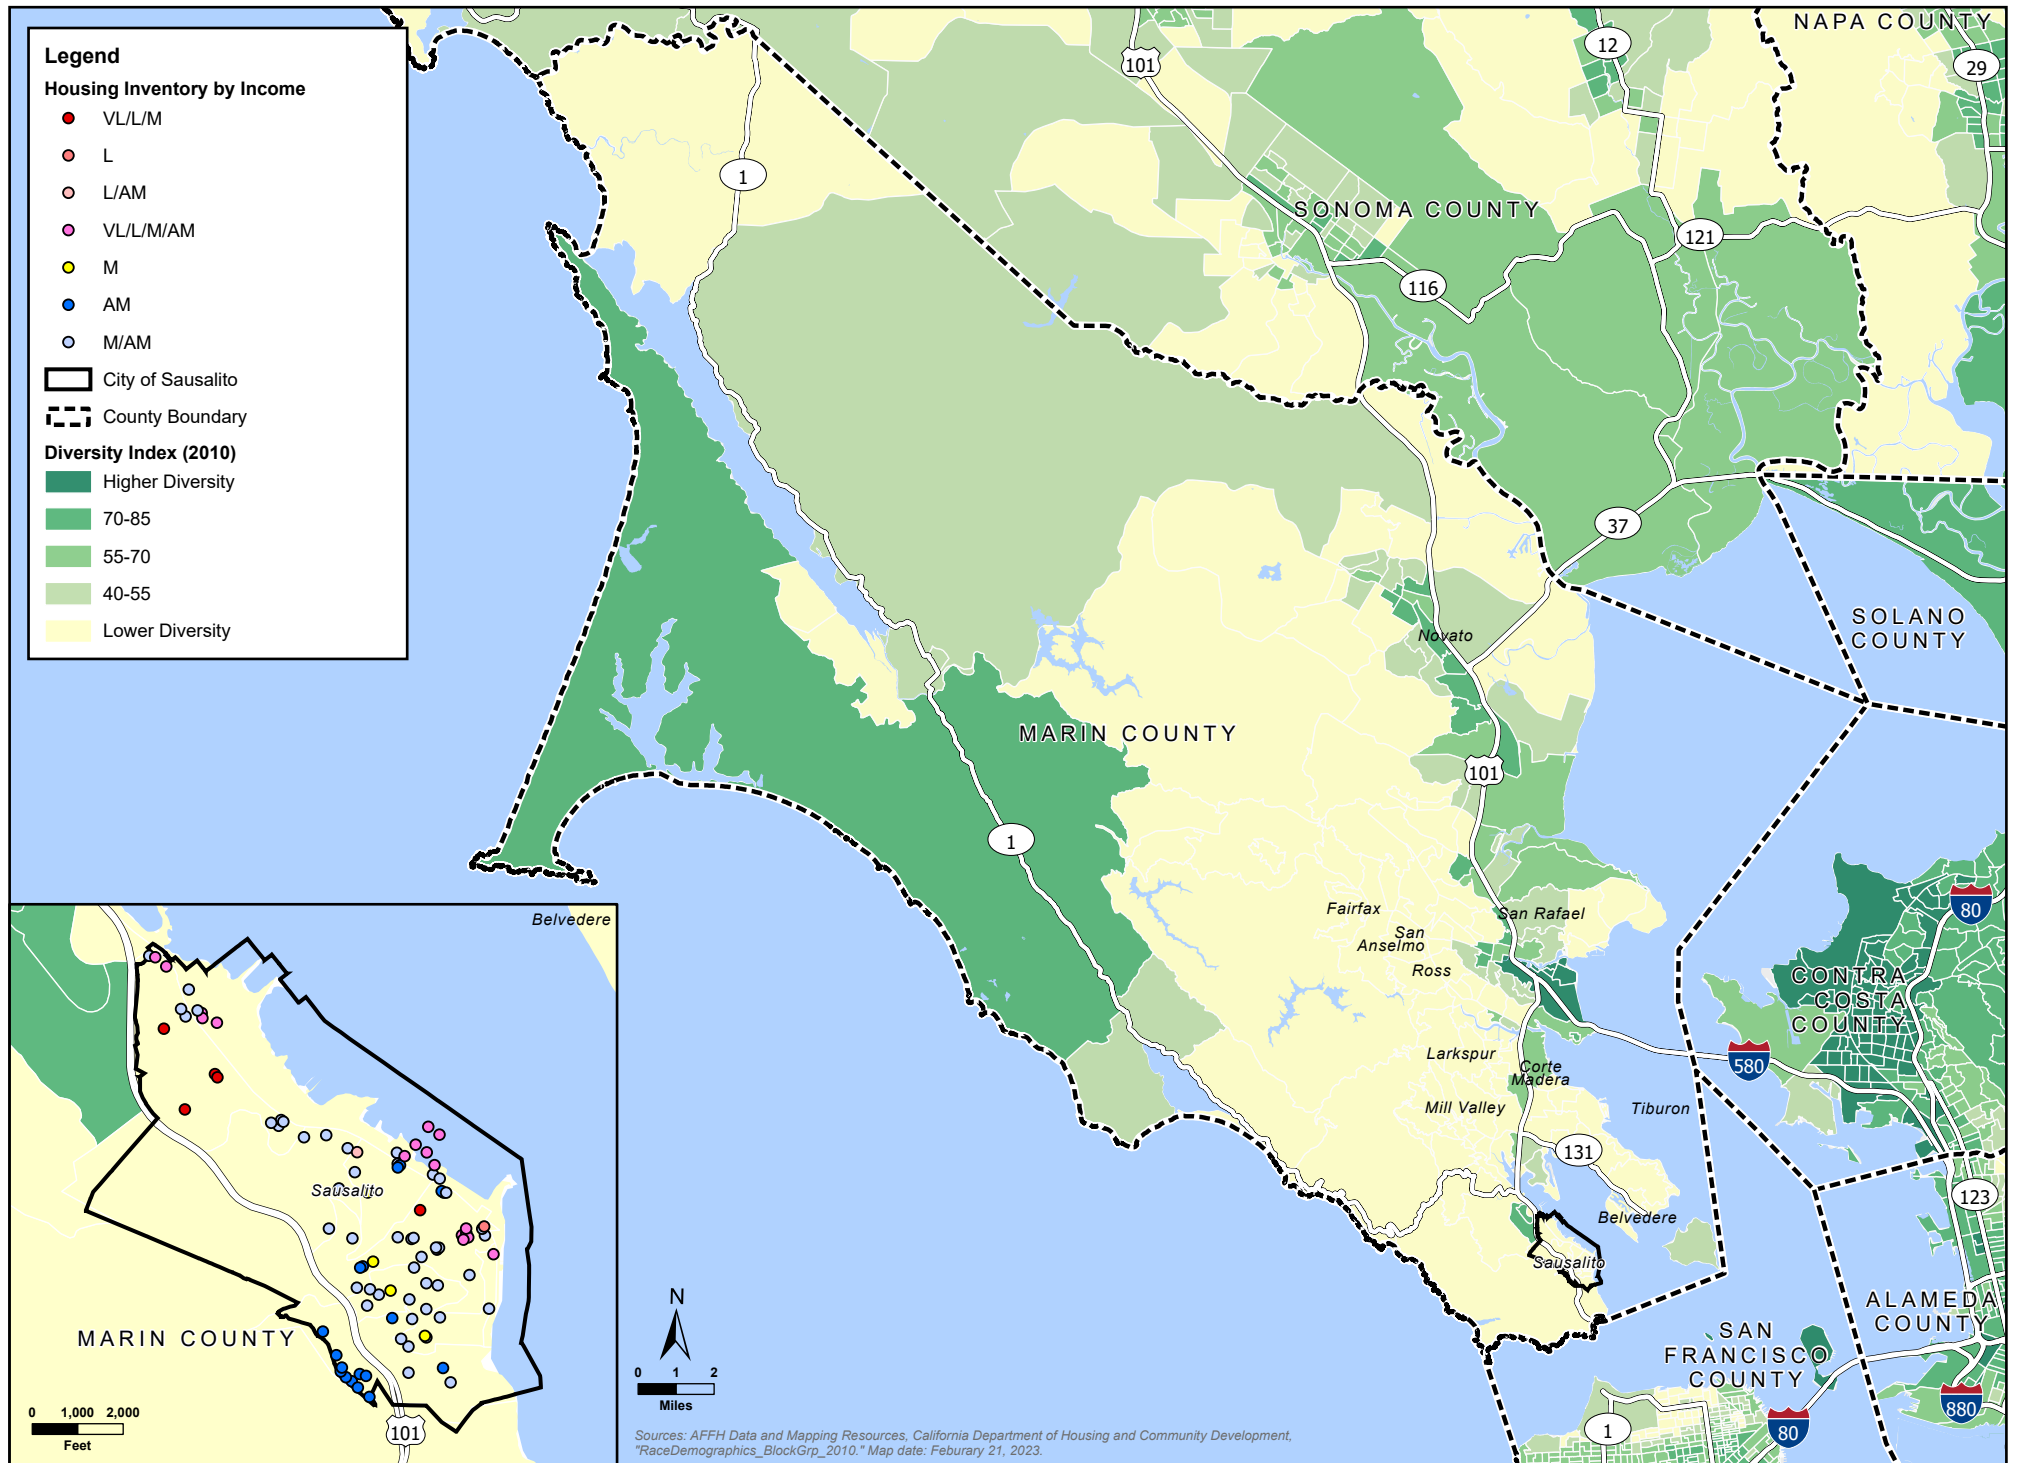 Legend
Housing Inventory by Income
VL/L/M
L
L/AM
VL/L/M/AM
M
AM
M/AM
City of Sausalito
County Boundary
Diversity Index (2010)
Higher Diversity
70-85
55-70
40-55
Lower Diversity
NAPA COUNTY
12
29
101
1
SONOMA COUNTY
121
116
37
SOLANO
COUNTY
Novato
MARIN COUNTY
101
1
Fairfax
San Rafael
San
Anselmo
Ross
80
CONTRA
COSTA
COUNTY
580
Larkspur
Corte
Madera
Mill Valley
Tiburon
131
123
Belvedere
Sausalito
ALAMEDA
COUNTY
SAN
FRANCISCO
COUNTY
1
80
880
Belvedere
Sausalito
MARIN COUNTY
101
0 1,000 2,000
Feet
N
0 1 2
Miles
Sources: AFFH Data and Mapping Resources, California Department of Housing and Community Development,
"RaceDemographics_BlockGrp_2010." Map date: Feburary 21, 2023.